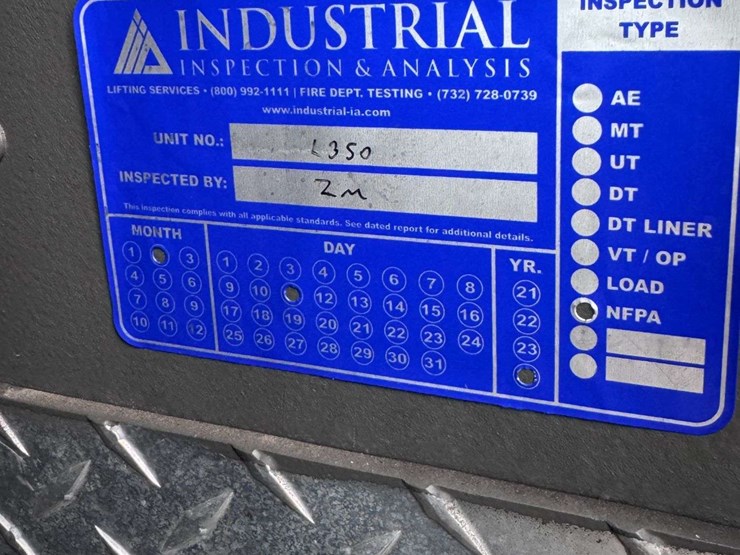 INDUSTRIAL
INSPECTION & ANALYSIS
LIFTING SERVICES • (800) 992-1111 | FIRE DEPT. TESTING • (732) 728-0739
www.industrial-ia.com
UNIT NO.: L350
INSPECTED BY: ZM
This inspection complies with all applicable standards. See dated report for additional details.
MONTH
1 3
4 5 6
7 8 9
10 11 12
DAY
1 2 3 4 5 6 7 8
9 10 12 13 14 15 16
17 18 19 20 21 22 23 24
25 26 27 28 29 30 31
YR.
21
22
23
INSPECTION
TYPE
AE
MT
UT
DT
DT LINER
VT / OP
LOAD
NFPA